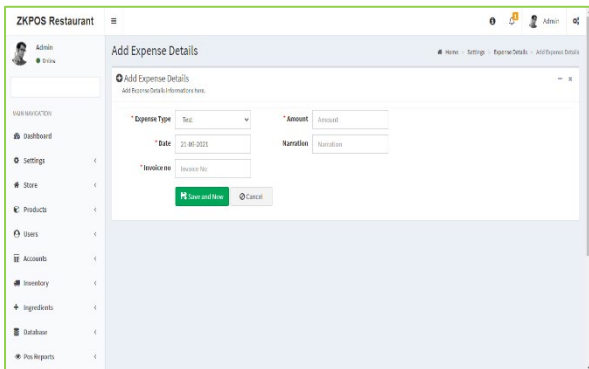 ZKPOS Restaurant
Admin
Admin
Online
Add Expense Details
Home > Settings > Expense Details > Add Expense Details
Add Expense Details
Add Expense Details Informations here.
* Expense Type
Test
* Amount
Amount
* Date
21-06-2021
Narration
Narration
* Invoice no
Invoice No
Save and New
Cancel
MAIN NAVIGATION
Dashboard
Settings
Store
Products
Users
Accounts
Inventory
Ingredients
Database
Pos Reports